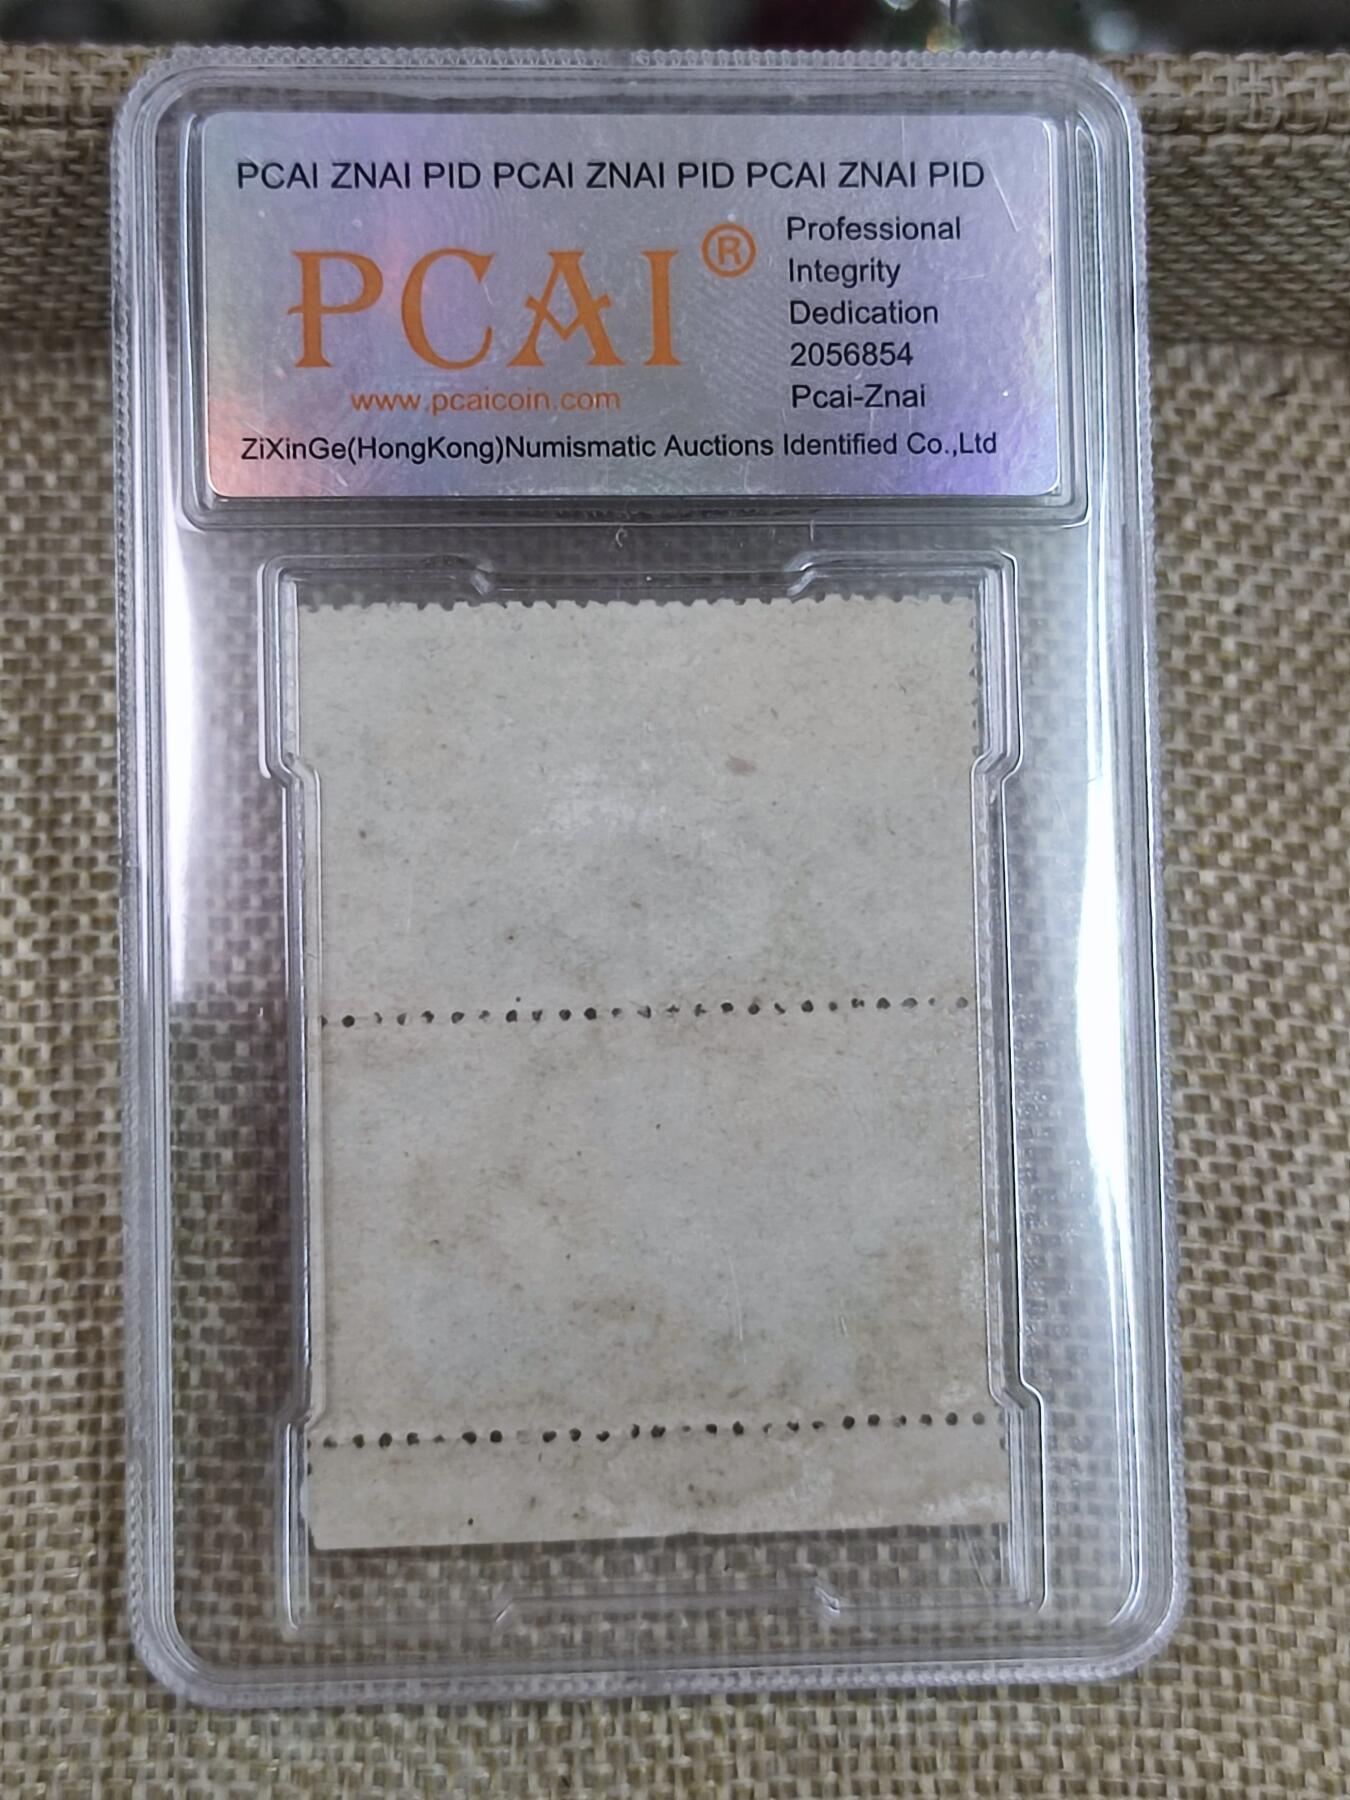 PCAI ZNAI PID PCAI ZNAI PID PCAI ZNAI PID
PCAI®
www.pcaicoin.com
Professional
Integrity
Dedication
2056854
Pcai-Znai
ZiXinGe(HongKong)Numismatic Auctions Identified Co.,Ltd